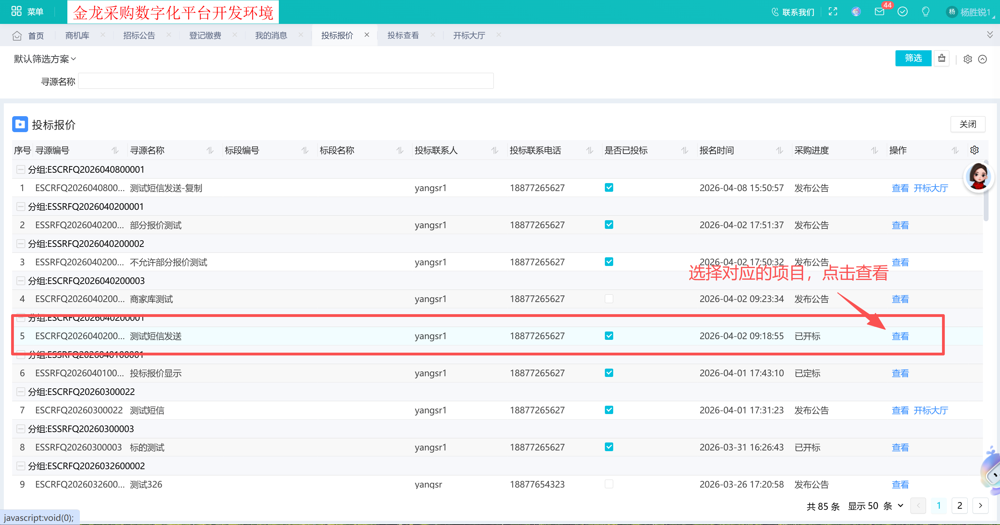 菜单
金龙采购数字化平台开发环境
联系我们
44
杨 杨胜锐1
首页 商机库 招标公告 登记缴费 我的消息 投标报价 投标查看 开标大厅
默认筛选方案
筛选
寻源名称
投标报价
关闭
序号 寻源编号 寻源名称 标段编号 标段名称 投标联系人 投标联系电话 是否已投标 报名时间 采购进度 操作
分组:ESCRFQ2026040800001
1 ESCRFQ2026040800... 测试短信发送-复制 yangsr1 18877265627 2026-04-08 15:50:57 发布公告 查看 开标大厅
分组:ESSRFQ2026040200001
2 ESSRFQ2026040200... 部分报价测试 yangsr1 18877265627 2026-04-02 17:51:37 发布公告 查看
分组:ESSRFQ2026040200002
3 ESSRFQ2026040200... 不允许部分报价测试 yangsr1 18877265627 2026-04-02 17:50:32 发布公告 查看
选择对应的项目，点击查看
分组:ESCRFQ2026040200003
4 ESCRFQ2026040200... 商家库测试 yangsr1 18877265627 2026-04-02 09:23:34 发布公告 查看
分组:ESCRFQ2026040200001
5 ESCRFQ2026040200... 测试短信发送 yangsr1 18877265627 2026-04-02 09:18:55 已开标 查看
分组:ESSRFQ2026040100001
6 ESSRFQ2026040100... 投标报价显示 yangsr1 18877265627 2026-04-01 17:43:10 已定标 查看
分组:ESCRFQ20260300022
7 ESCRFQ20260300022 测试短信 yangsr1 18877265627 2026-04-01 17:31:23 发布公告 查看 开标大厅
分组:ESSRFQ20260300003
8 ESSRFQ20260300003 标的测试 yangsr1 18877265627 2026-03-31 16:26:43 已开标 查看
分组:ESCRFQ2026032600002
9 ESCRFQ2026032600... 测试326 yangsr 18877654323 2026-03-26 17:20:58 发布公告 查看
共 85 条 显示 50 条 1 2
javascript:void(0);